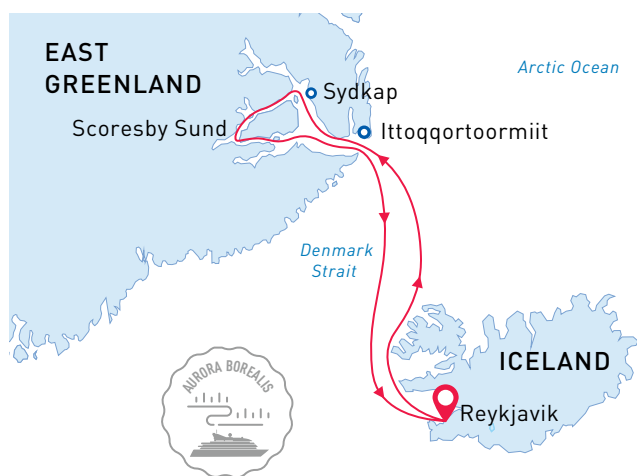 EAST
GREENLAND
Arctic Ocean
Sydkap
Scoresby Sund
Ittoqqortoormiit
Denmark
Strait
AURORA BOREALIS
ICELAND
Reykjavik